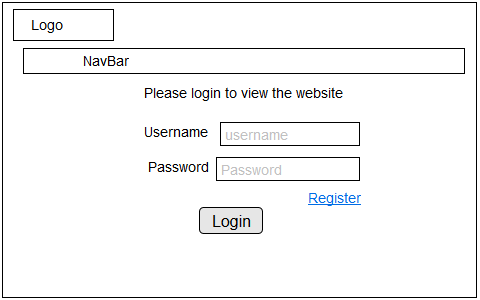 Logo
NavBar
Please login to view the website
Username username
Password Password
Register
Login